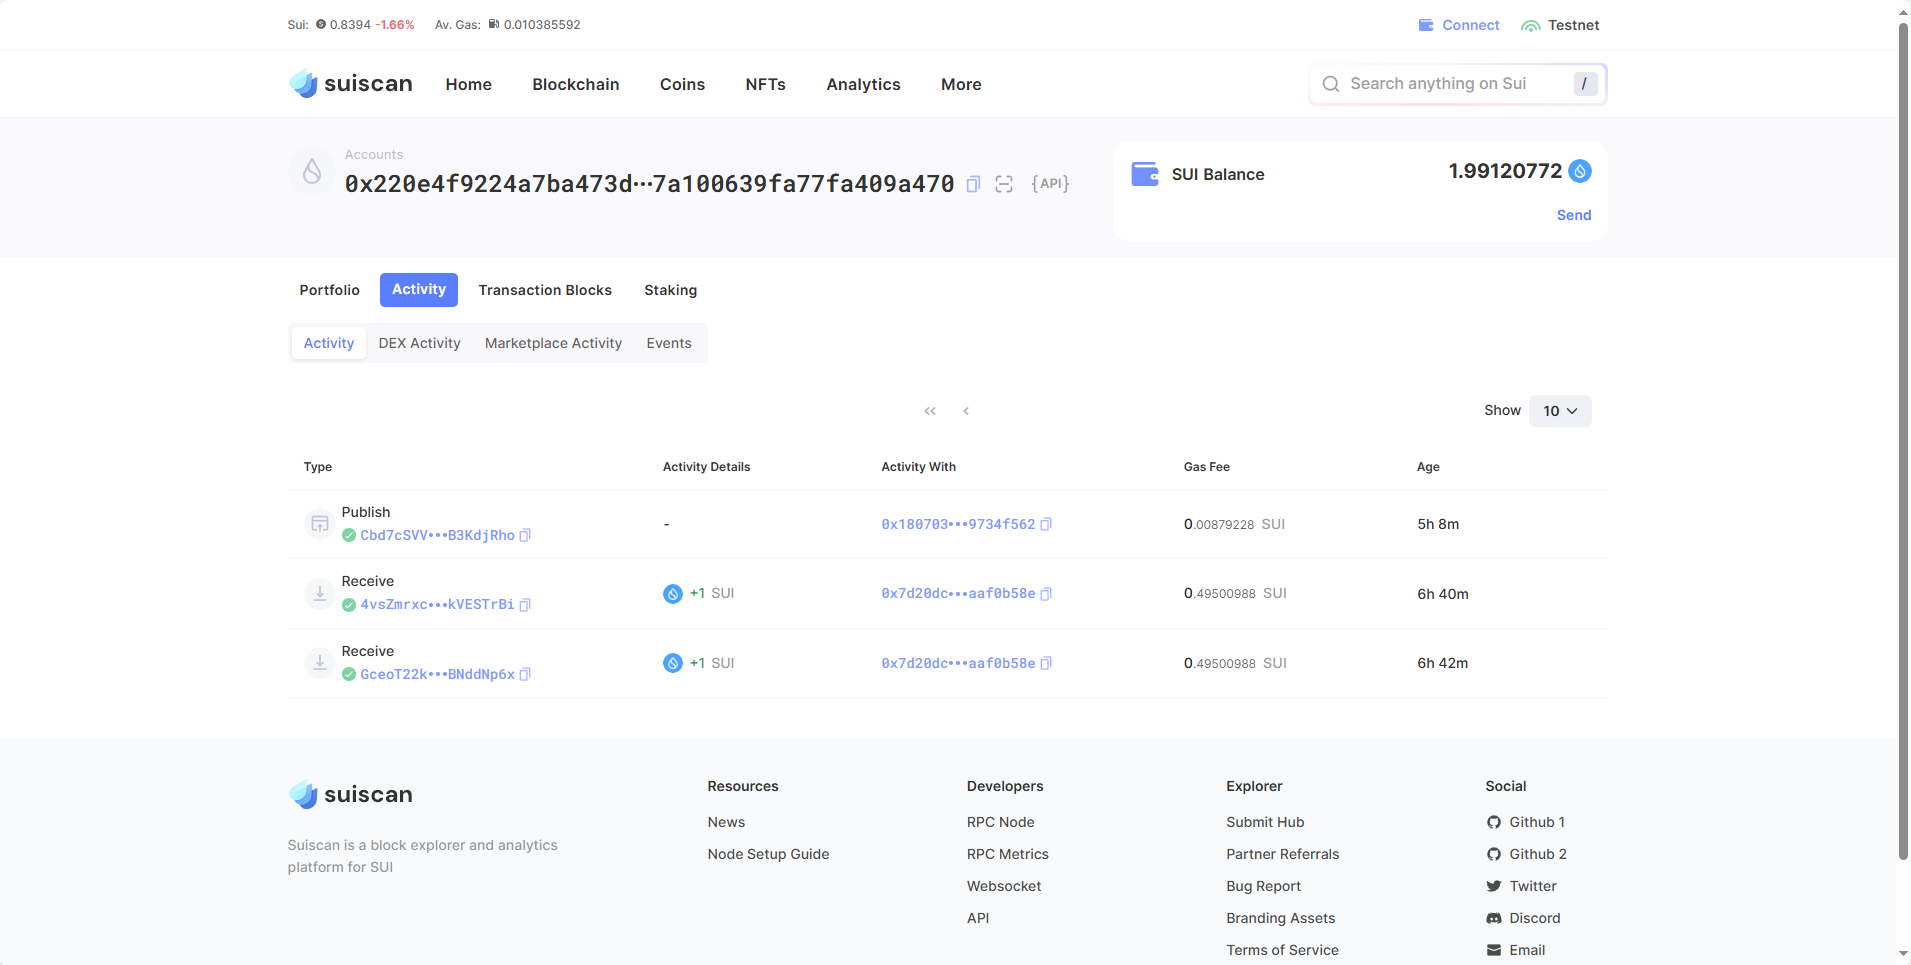 Sui: 0.8394 -1.66% Av. Gas: 0.010385592 Connect Testnet
suiscan Home Blockchain Coins NFTs Analytics More Search anything on Sui /
Accounts
0x220e4f9224a7ba473d···7a100639fa77fa409a470 {API}
SUI Balance 1.99120772
Send
Portfolio Activity Transaction Blocks Staking
Activity DEX Activity Marketplace Activity Events
<< < Show 10
Type Activity Details Activity With Gas Fee Age
Publish
Cbd7cSVV···B3KdjRho - 0x180703···9734f562 0.00879228 SUI 5h 8m
Receive
4vsZmrxc···kVESTrBi +1 SUI 0x7d20dc···aaf0b58e 0.49500988 SUI 6h 40m
Receive
GceoT22k···BNddNp6x +1 SUI 0x7d20dc···aaf0b58e 0.49500988 SUI 6h 42m
suiscan
Suiscan is a block explorer and analytics
platform for SUI
Resources
News
Node Setup Guide
Developers
RPC Node
RPC Metrics
Websocket
API
Explorer
Submit Hub
Partner Referrals
Bug Report
Branding Assets
Terms of Service
Social
Github 1
Github 2
Twitter
Discord
Email